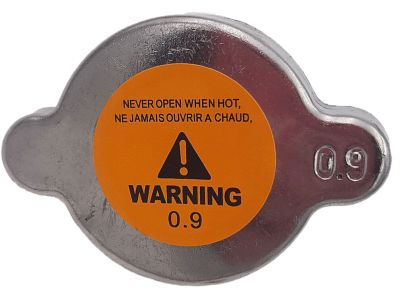 NEVER OPEN WHEN HOT,
NE JAMAIS OUVRIR A CHAUD,
WARNING
0.9
0.9